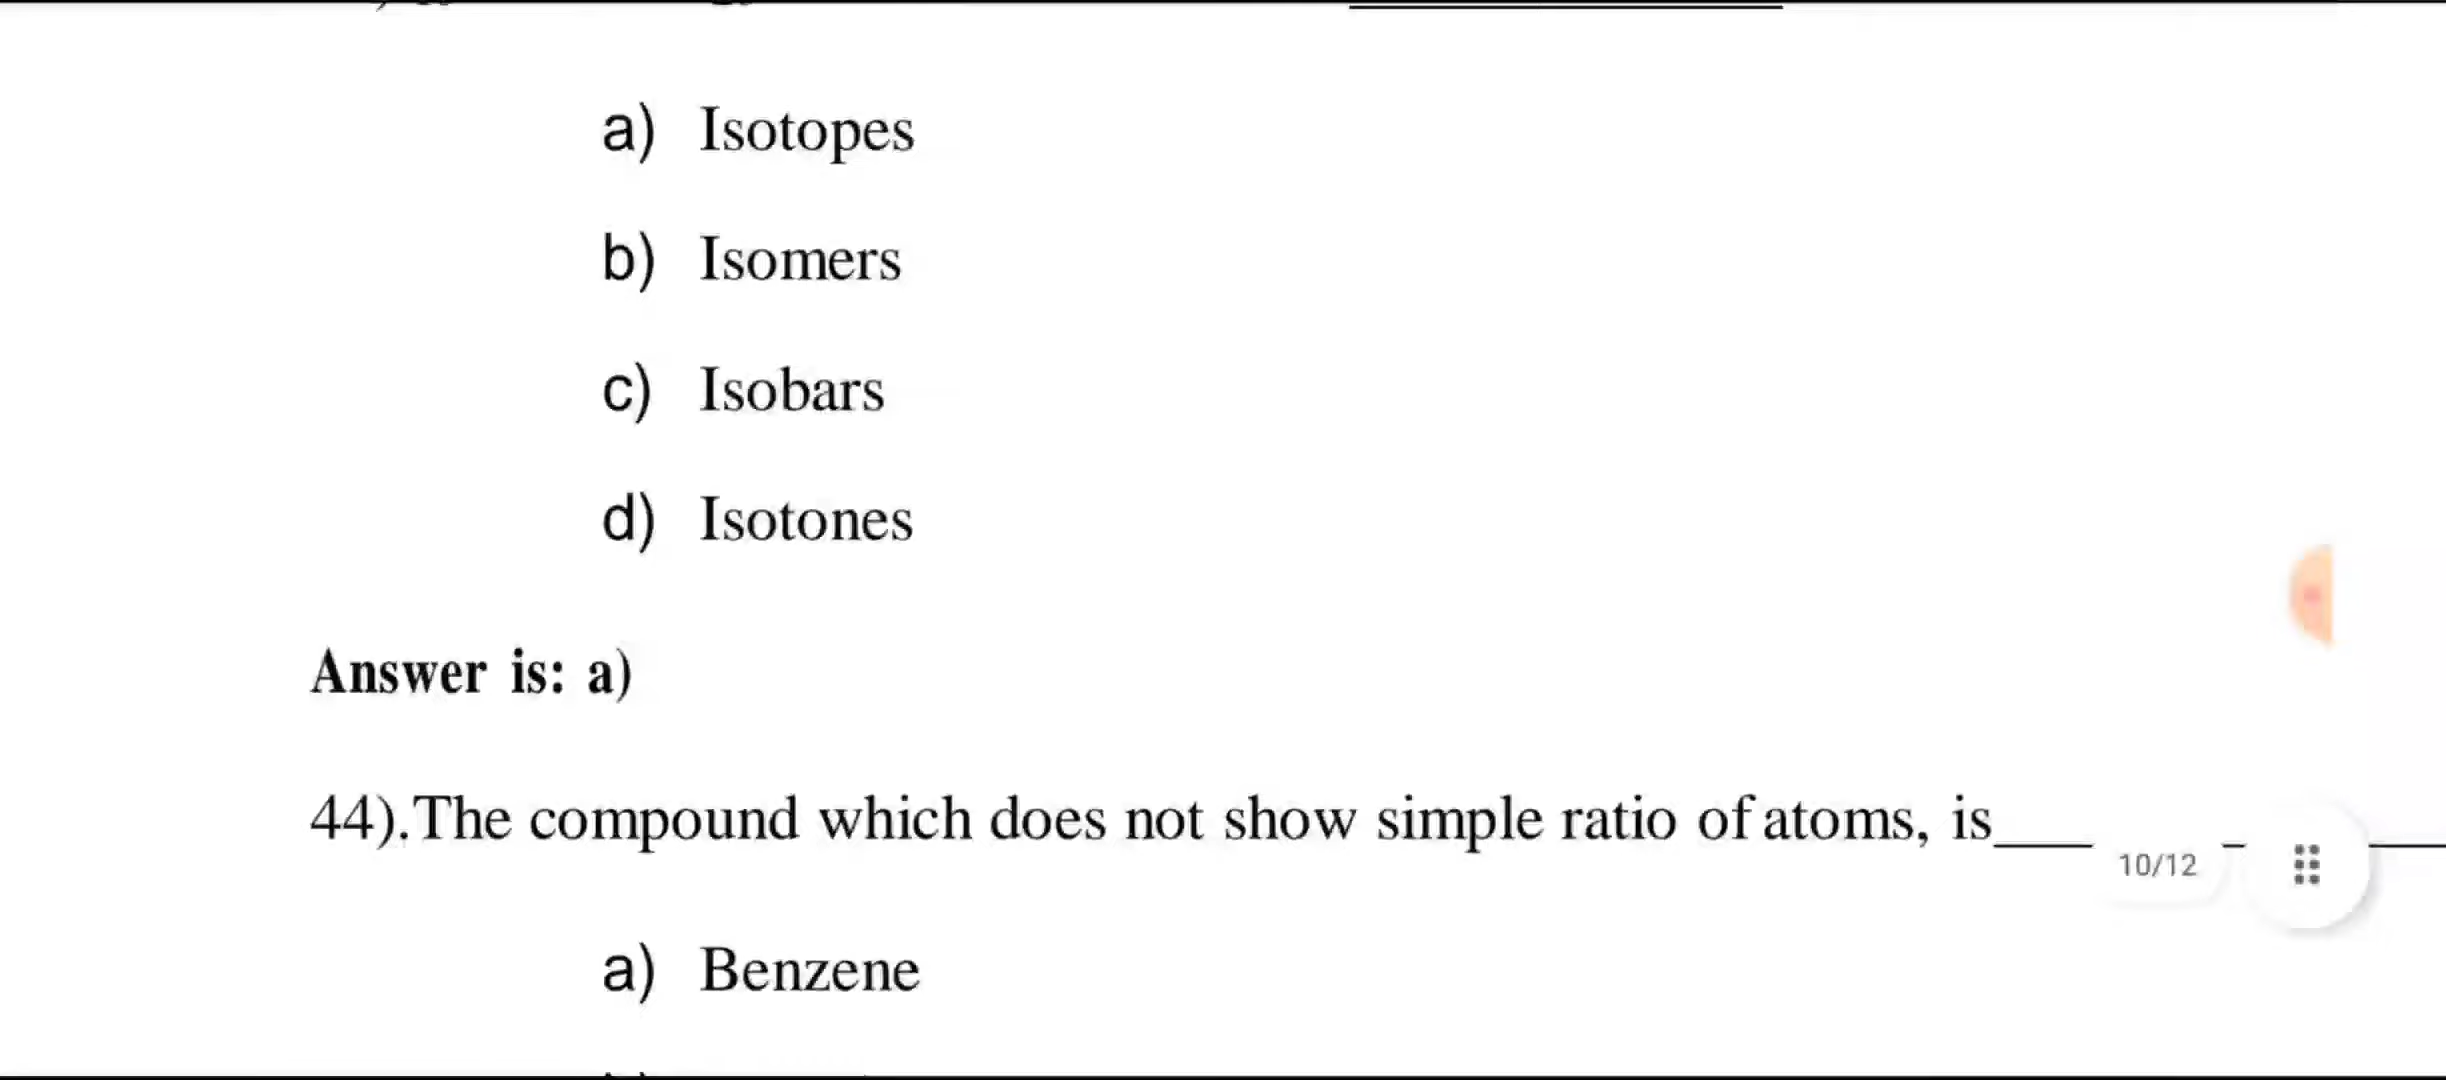 a) Isotopes
b) Isomers
c) Isobars
d) Isotones
Answer is: a)
44).The compound which does not show simple ratio of atoms, is
10/12
a) Benzene